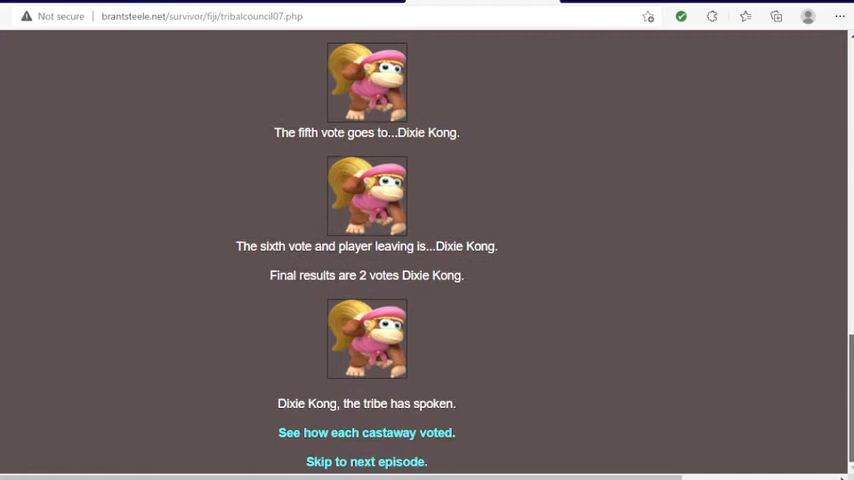 Not secure
brantsteele.net/survivor/fiji/tribalcouncil07.php
The fifth vote goes to...Dixie Kong.
The sixth vote and player leaving is...Dixie Kong.
Final results are 2 votes Dixie Kong.
Dixie Kong, the tribe has spoken.
See how each castaway voted.
Skip to next episode.